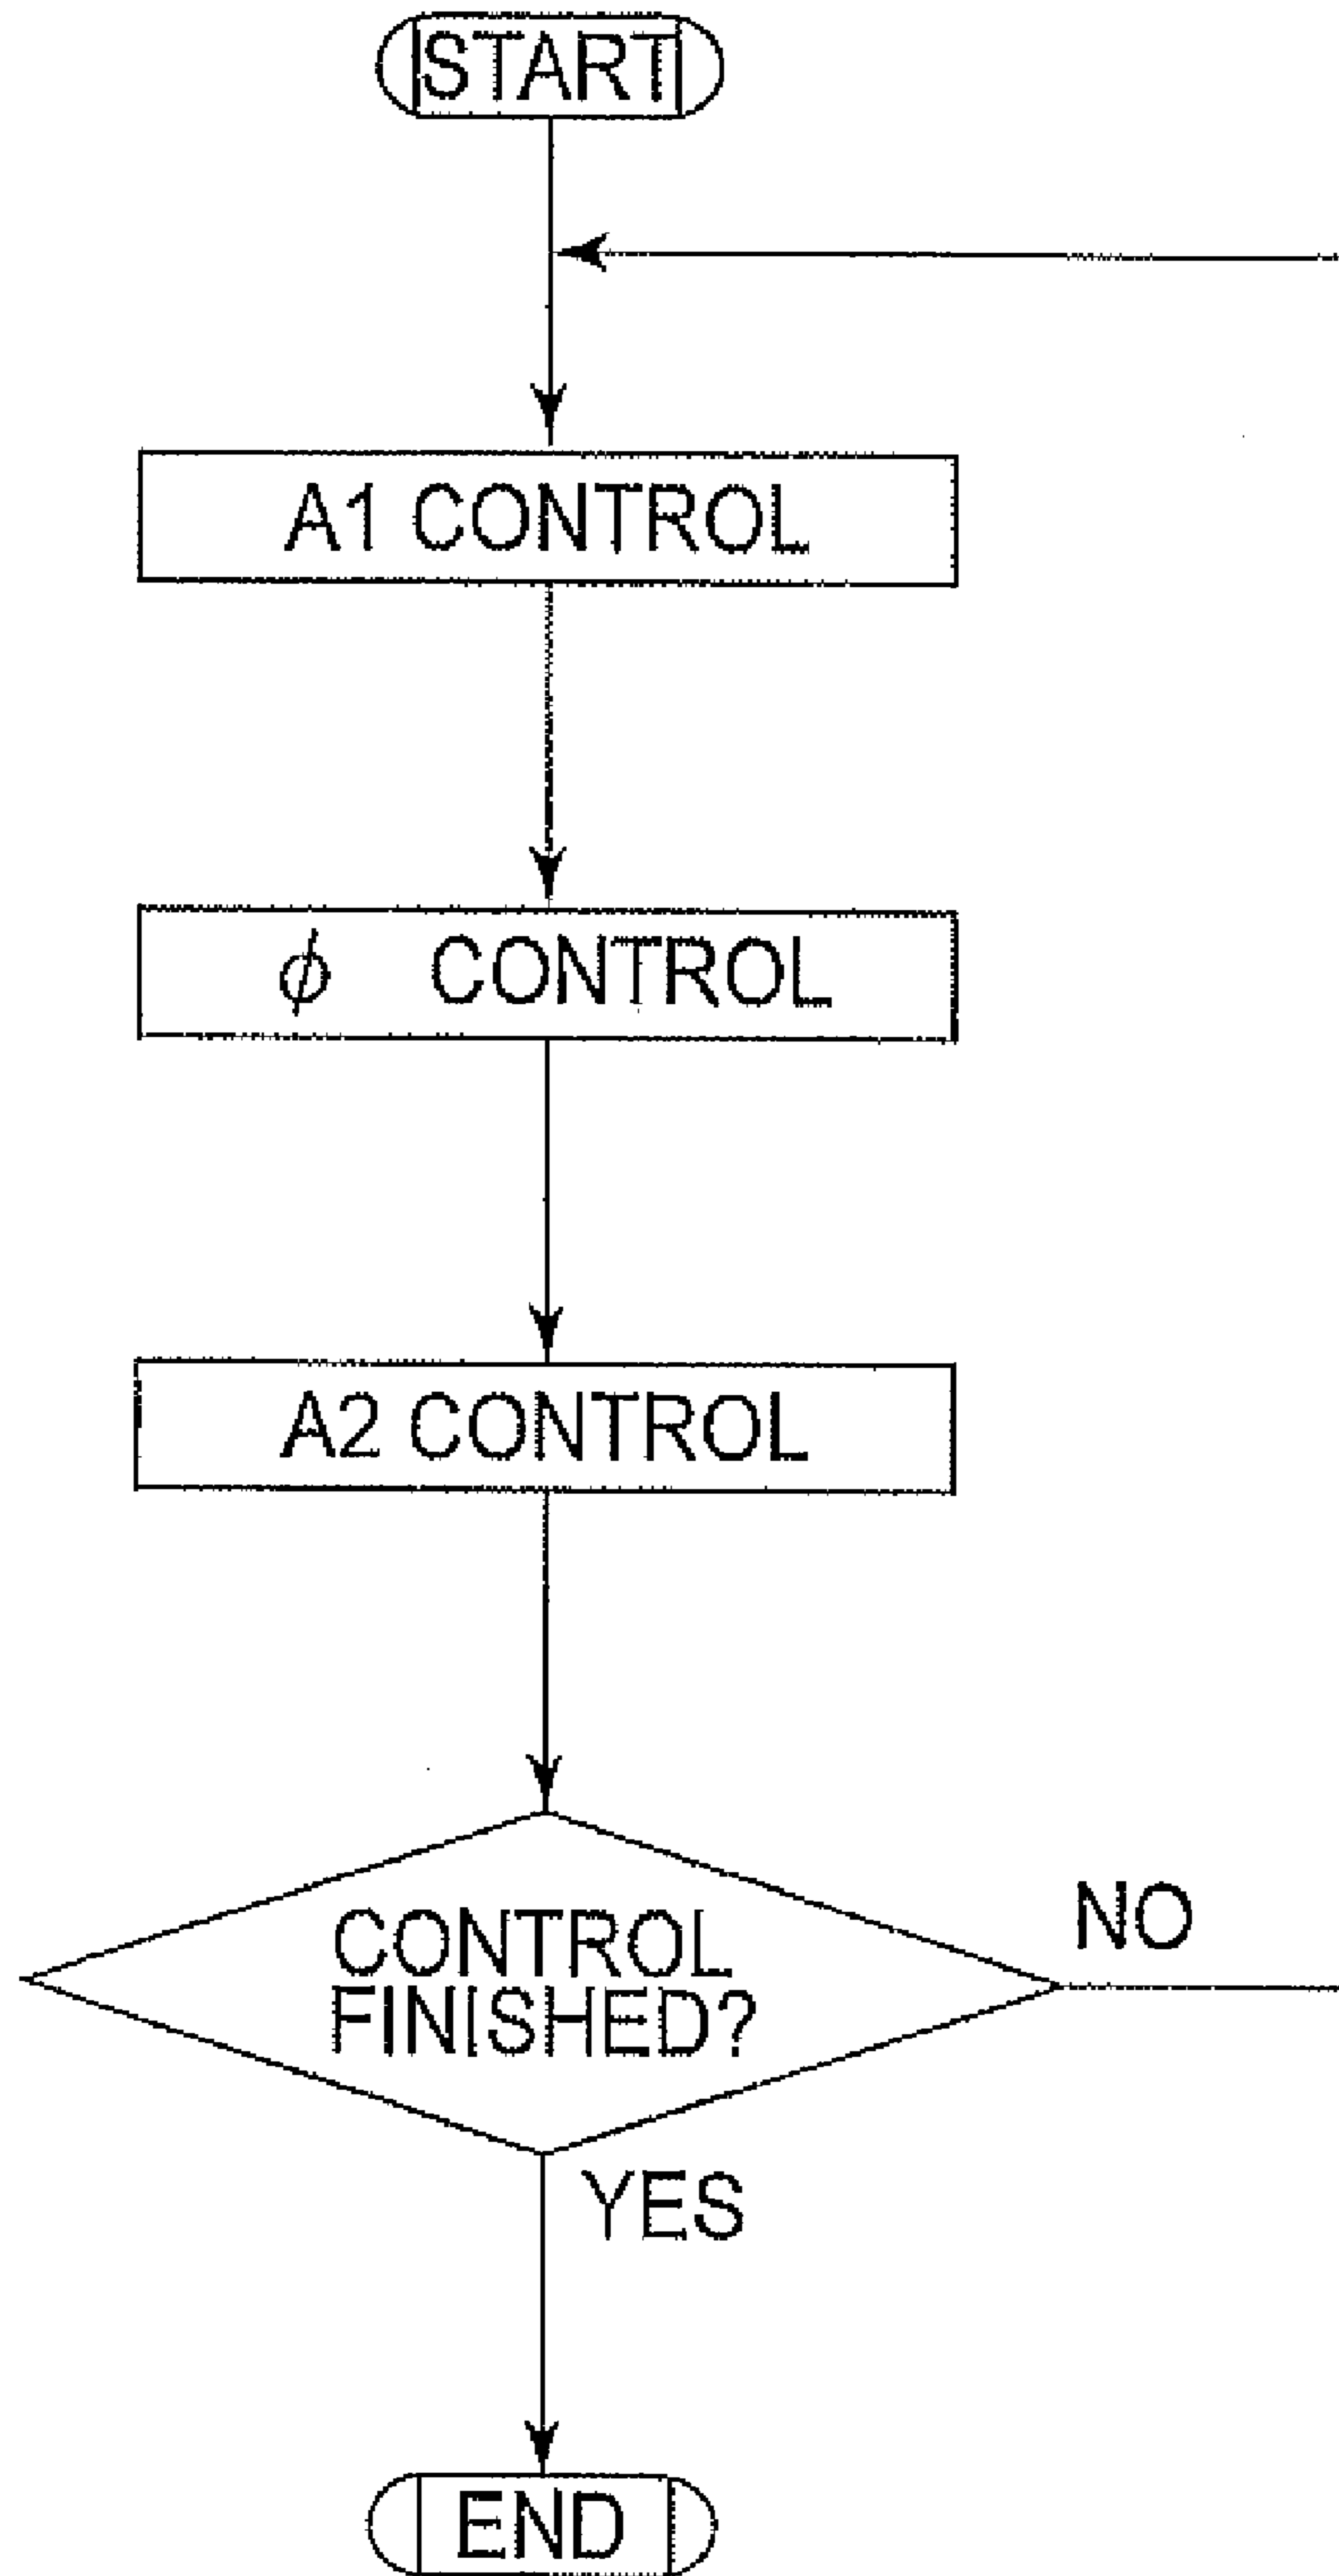 START
A1 CONTROL
ϕ CONTROL
A2 CONTROL
CONTROL
FINISHED?
NO
YES
END